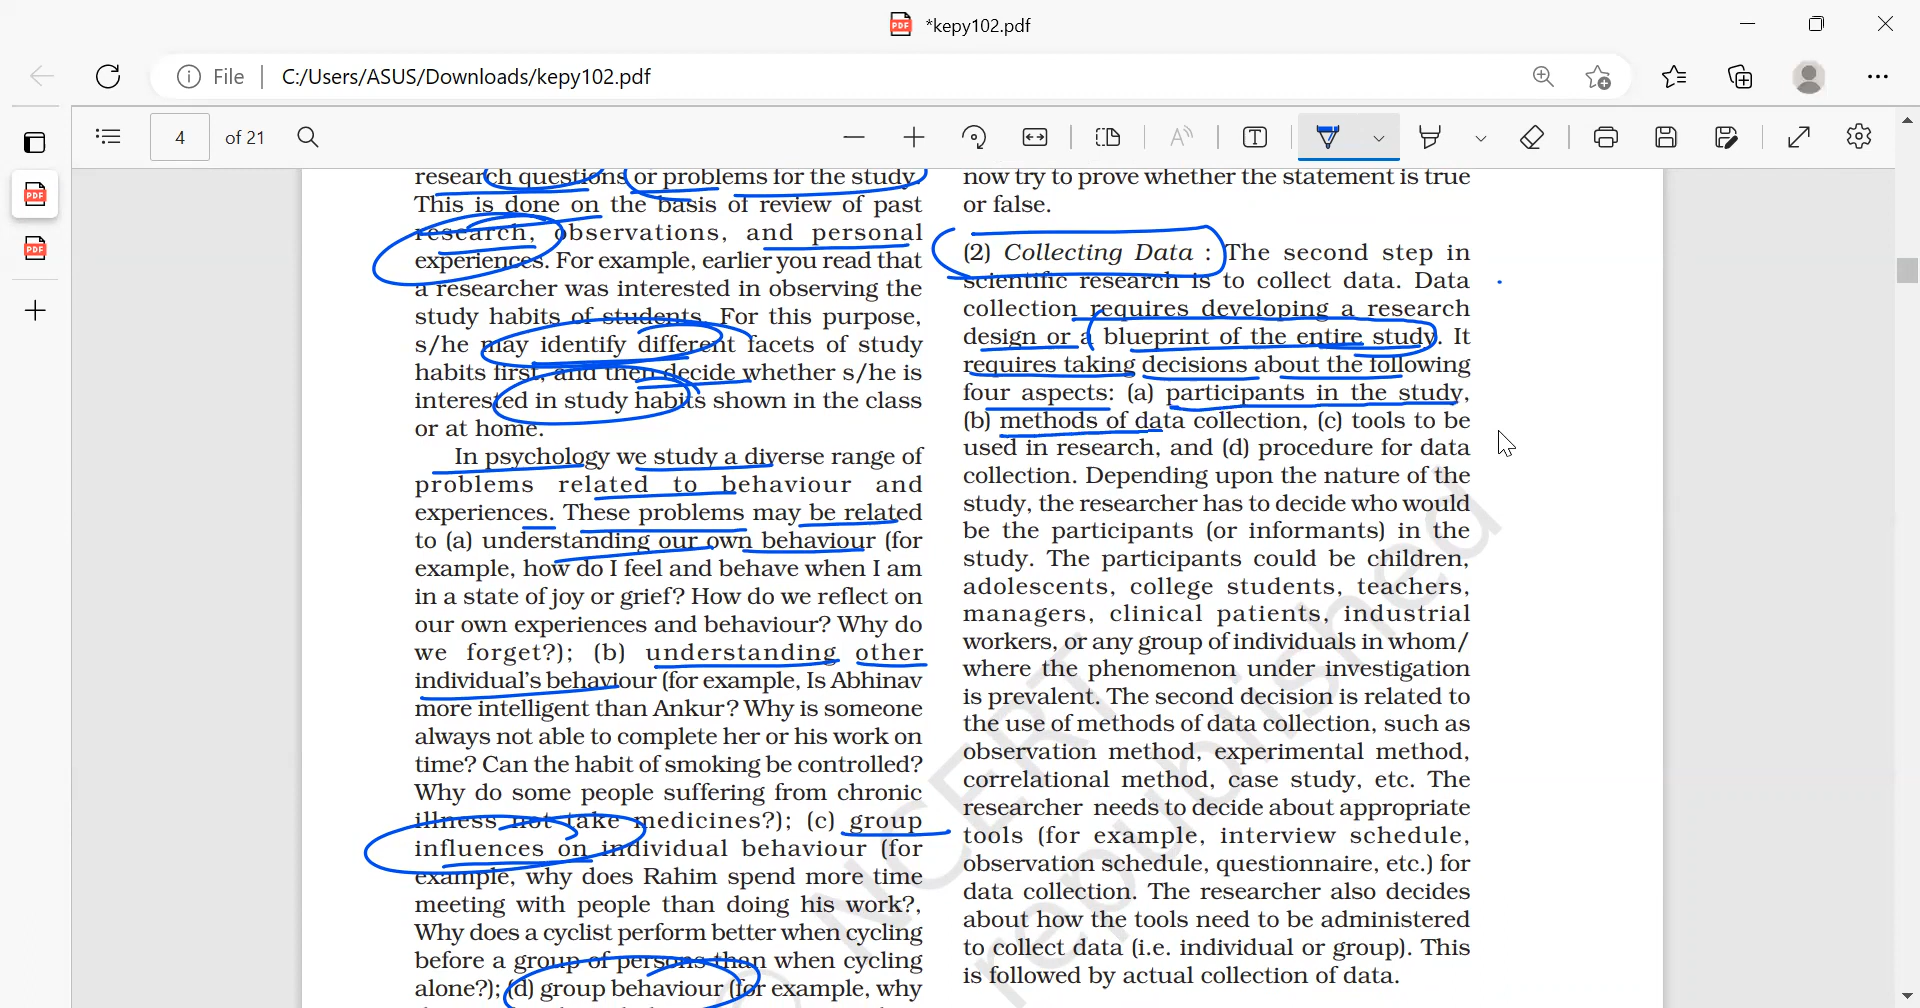 *kepy102.pdf
File
C:/Users/ASUS/Downloads/kepy102.pdf
4 of 21
research questions or problems for the study.
This is done on the basis of review of past
research, observations, and personal
experiences. For example, earlier you read that
a researcher was interested in observing the
study habits of students. For this purpose,
s/he may identify different facets of study
habits first, and then decide whether s/he is
interested in study habits shown in the class
or at home.
In psychology we study a diverse range of
problems related to behaviour and
experiences. These problems may be related
to (a) understanding our own behaviour (for
example, how do I feel and behave when I am
in a state of joy or grief? How do we reflect on
our own experiences and behaviour? Why do
we forget?); (b) understanding other
individual's behaviour (for example, Is Abhinav
more intelligent than Ankur? Why is someone
always not able to complete her or his work on
time? Can the habit of smoking be controlled?
Why do some people suffering from chronic
illness not take medicines?); (c) group
influences on individual behaviour (for
example, why does Rahim spend more time
meeting with people than doing his work?,
Why does a cyclist perform better when cycling
before a group of persons than when cycling
alone?); (d) group behaviour (for example, why
now try to prove whether the statement is true
or false.
(2) Collecting Data : The second step in
scientific research is to collect data. Data
collection requires developing a research
design or a blueprint of the entire study. It
requires taking decisions about the following
four aspects: (a) participants in the study,
(b) methods of data collection, (c) tools to be
used in research, and (d) procedure for data
collection. Depending upon the nature of the
study, the researcher has to decide who would
be the participants (or informants) in the
study. The participants could be children,
adolescents, college students, teachers,
managers, clinical patients, industrial
workers, or any group of individuals in whom/
where the phenomenon under investigation
is prevalent. The second decision is related to
the use of methods of data collection, such as
observation method, experimental method,
correlational method, case study, etc. The
researcher needs to decide about appropriate
tools (for example, interview schedule,
observation schedule, questionnaire, etc.) for
data collection. The researcher also decides
about how the tools need to be administered
to collect data (i.e. individual or group). This
is followed by actual collection of data.
© NCERT
republished